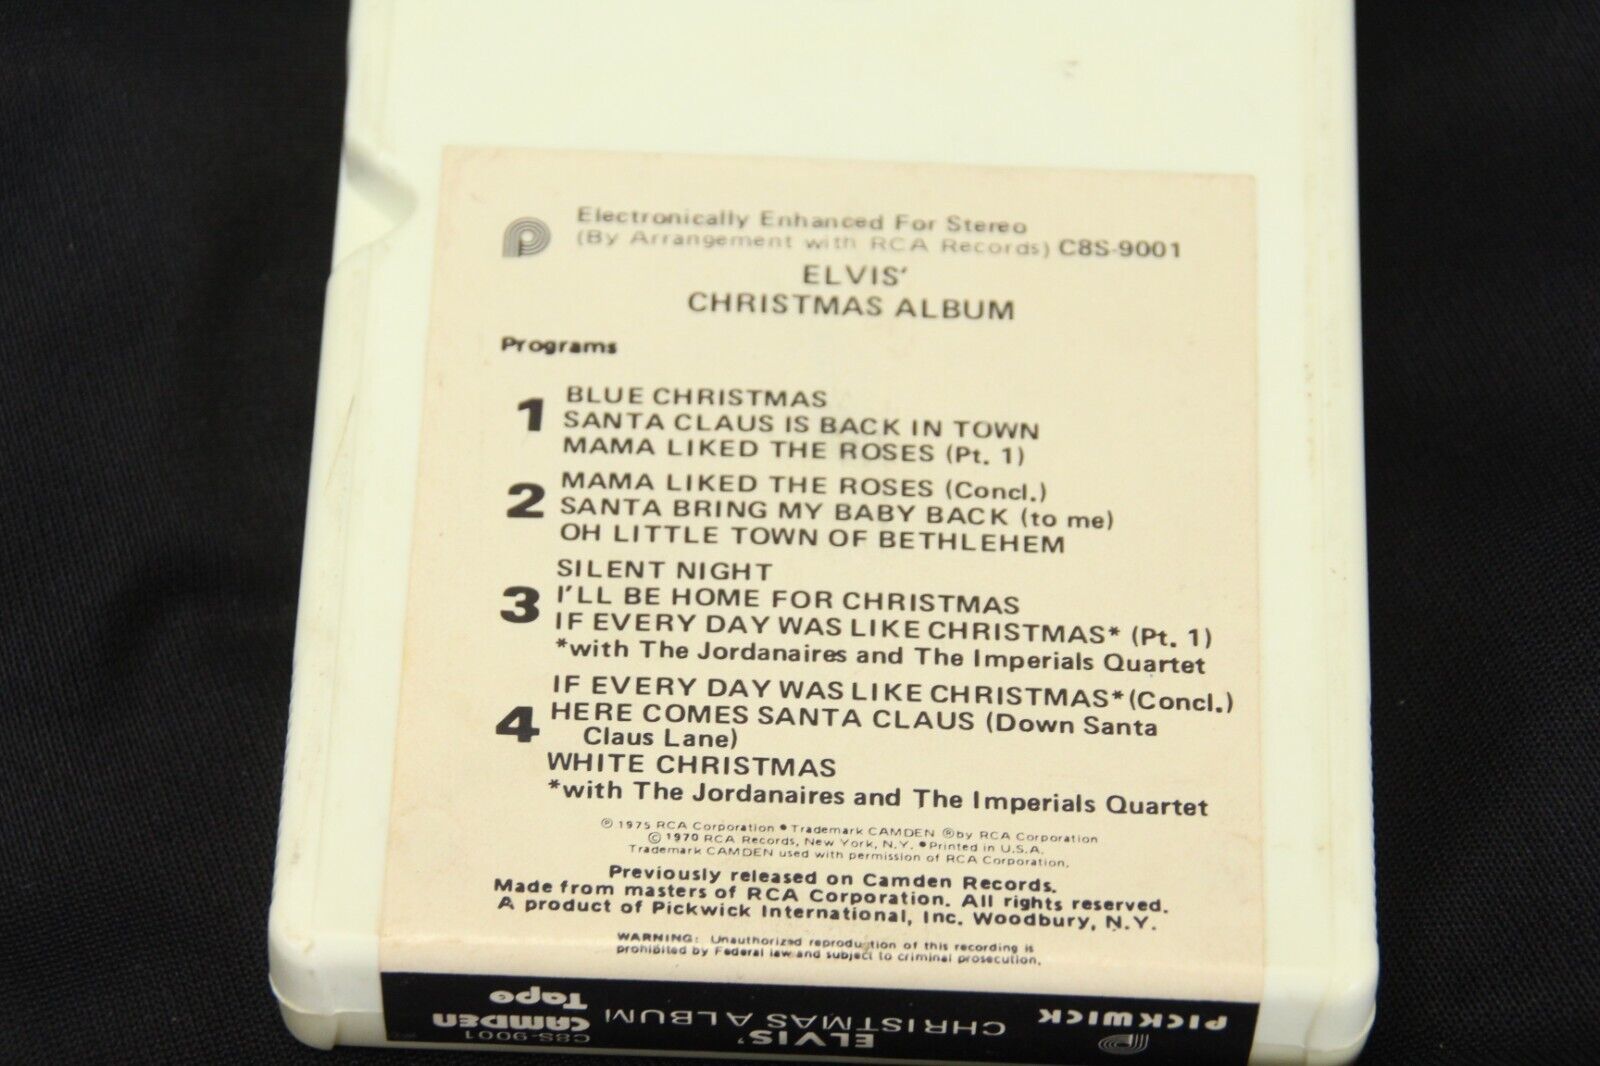 Electronically Enhanced For Stereo
(By Arrangement with RCA Records) C8S-9001
ELVIS'
CHRISTMAS ALBUM
Programs
1 BLUE CHRISTMAS
SANTA CLAUS IS BACK IN TOWN
MAMA LIKED THE ROSES (Pt. 1)
2 MAMA LIKED THE ROSES (Concl.)
SANTA BRING MY BABY BACK (to me)
OH LITTLE TOWN OF BETHLEHEM
3 SILENT NIGHT
I'LL BE HOME FOR CHRISTMAS
IF EVERY DAY WAS LIKE CHRISTMAS* (Pt. 1)
*with The Jordanaires and The Imperials Quartet
4 IF EVERY DAY WAS LIKE CHRISTMAS* (Concl.)
HERE COMES SANTA CLAUS (Down Santa
Claus Lane)
WHITE CHRISTMAS
*with The Jordanaires and The Imperials Quartet
℗ 1975 RCA Corporation • Trademark CAMDEN ® by RCA Corporation
© 1970 RCA Records, New York, N.Y. • Printed in U.S.A.
Trademark CAMDEN used with permission of RCA Corporation.
Previously released on Camden Records.
Made from masters of RCA Corporation. All rights reserved.
A product of Pickwick International, Inc. Woodbury, N.Y.
WARNING: Unauthorized reproduction of this recording is
prohibited by Federal law and subject to criminal prosecution.
PICKWICK
ELVIS'
CHRISTMAS ALBUM
C8S-9001
CAMDEN
Tape